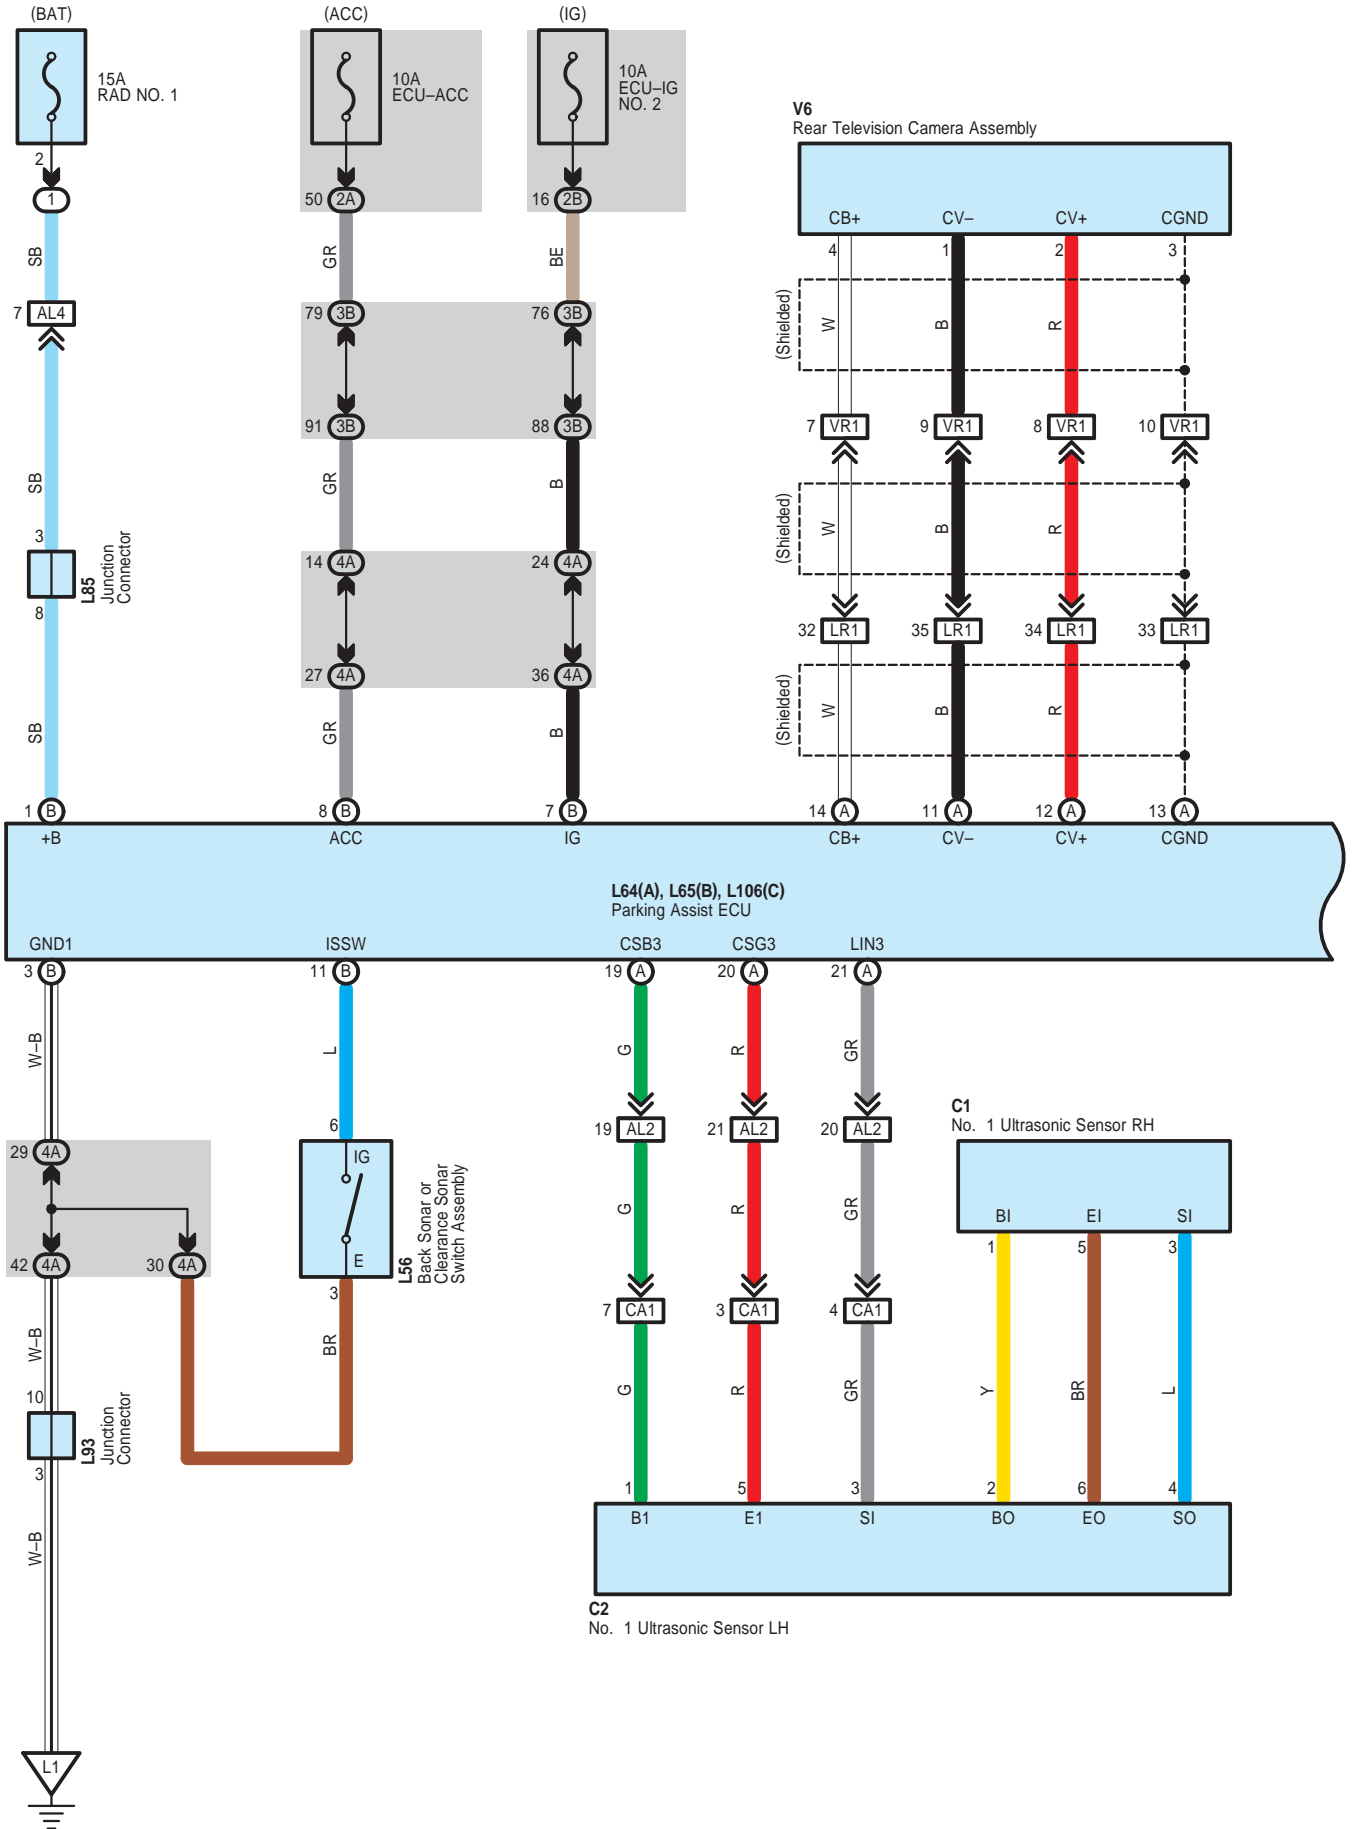 (BAT)
(ACC)
(IG)
15A
RAD NO. 1
10A
ECU–ACC
10A
ECU–IG
NO. 2
V6
Rear Television Camera Assembly
2
1
50 2A
16 2B
CB+ CV– CV+ CGND
4 1 2 3
SB
GR
BE
7 AL4
79 3B
76 3B
(Shielded)
W
B
R
91 3B
88 3B
7 VR1
9 VR1
8 VR1
10 VR1
SB
GR
B
(Shielded)
W
B
R
3
L85
Junction
Connector
8
14 4A
24 4A
32 LR1
35 LR1
34 LR1
33 LR1
27 4A
36 4A
SB
GR
B
(Shielded)
W
B
R
1 B
8 B
7 B
14 A
11 A
12 A
13 A
+B ACC IG CB+ CV– CV+ CGND
L64(A), L65(B), L106(C)
Parking Assist ECU
GND1 ISSW CSB3 CSG3 LIN3
3 B
11 B
19 A
20 A
21 A
W–B
L
G
R
GR
C1
No. 1 Ultrasonic Sensor RH
6
19 AL2
21 AL2
20 AL2
29 4A
IG
E
L56
Back Sonar or
Clearance Sonar
Switch Assembly
G
R
GR
BI EI SI
1 5 3
42 4A
30 4A
3
7 CA1
3 CA1
4 CA1
W–B
BR
G
R
GR
Y
BR
L
10
L93
Junction
Connector
3
1 5 3 2 6 4
B1 E1 SI BO EO SO
W–B
C2
No. 1 Ultrasonic Sensor LH
L1